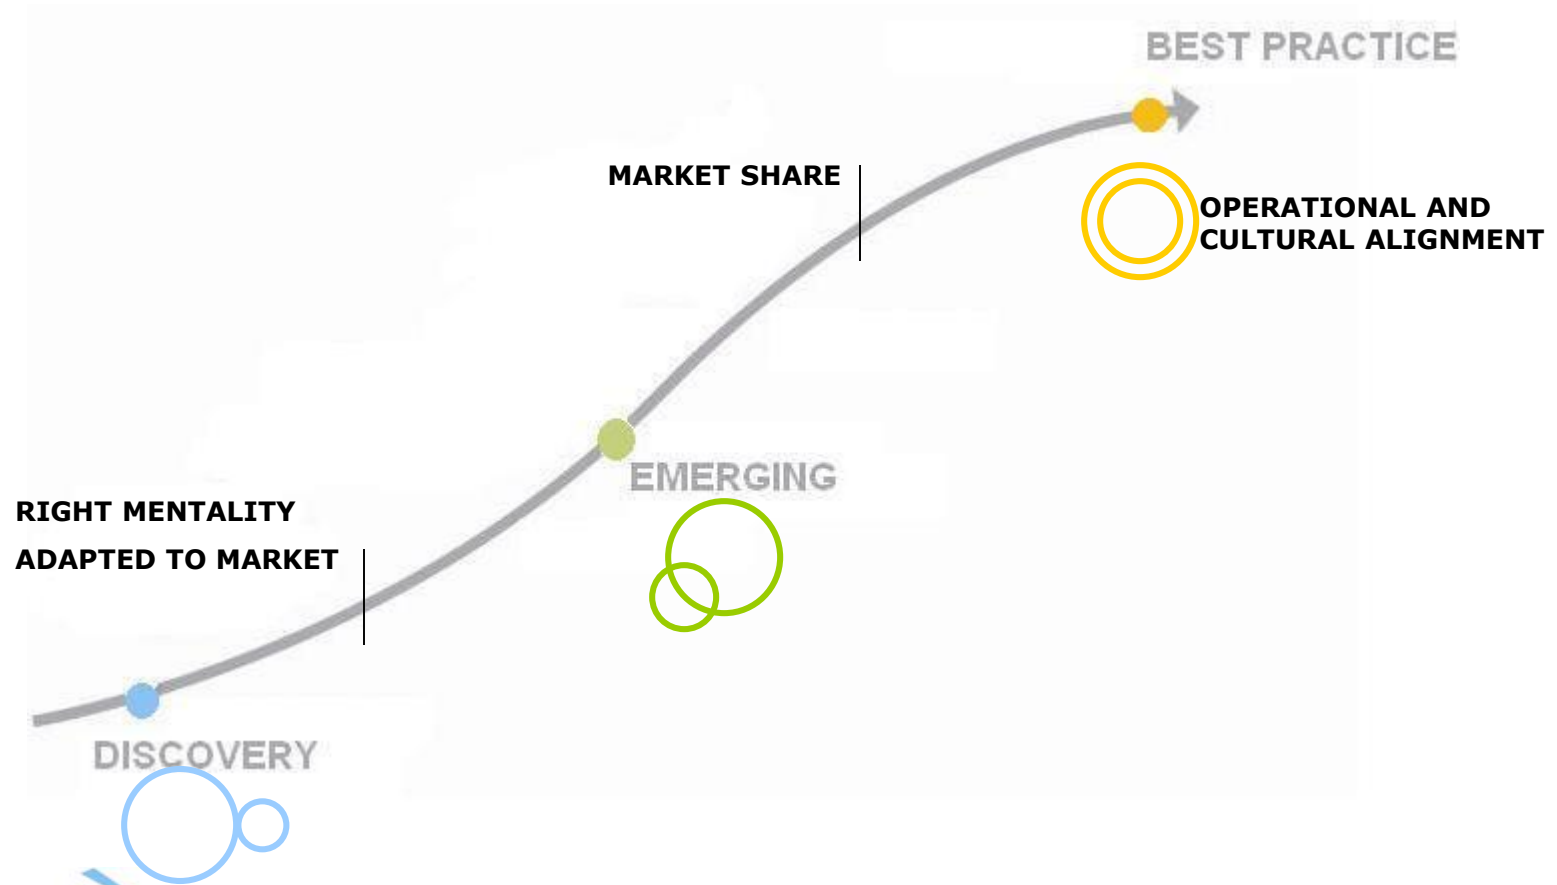 BEST PRACTICE
MARKET SHARE
OPERATIONAL AND
CULTURAL ALIGNMENT
EMERGING
RIGHT MENTALITY
ADAPTED TO MARKET
DISCOVERY